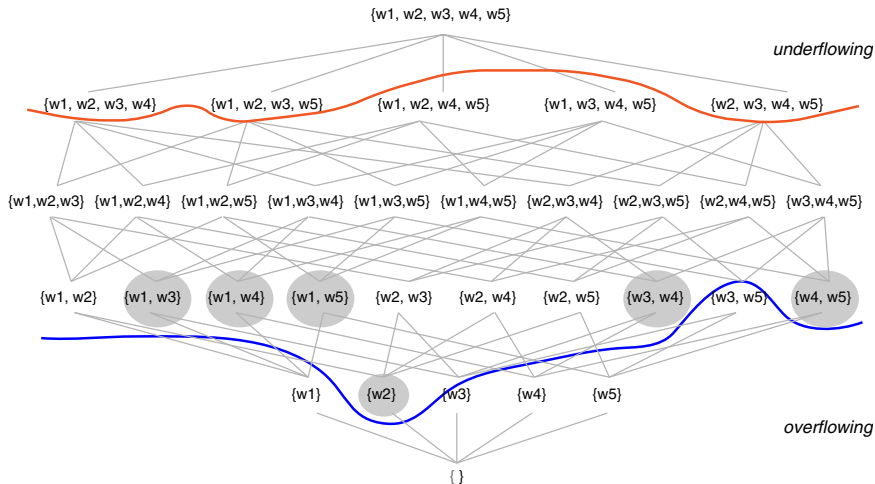 {w1, w2, w3, w4, w5}
underflowing
{w1, w2, w3, w4} {w1, w2, w3, w5} {w1, w2, w4, w5} {w1, w3, w4, w5} {w2, w3, w4, w5}
{w1,w2,w3} {w1,w2,w4} {w1,w2,w5} {w1,w3,w4} {w1,w3,w5} {w1,w4,w5} {w2,w3,w4} {w2,w3,w5} {w2,w4,w5} {w3,w4,w5}
{w1, w2} {w1, w3} {w1, w4} {w1, w5} {w2, w3} {w2, w4} {w2, w5} {w3, w4} {w3, w5} {w4, w5}
{w1} {w2} {w3} {w4} {w5}
overflowing
{ }